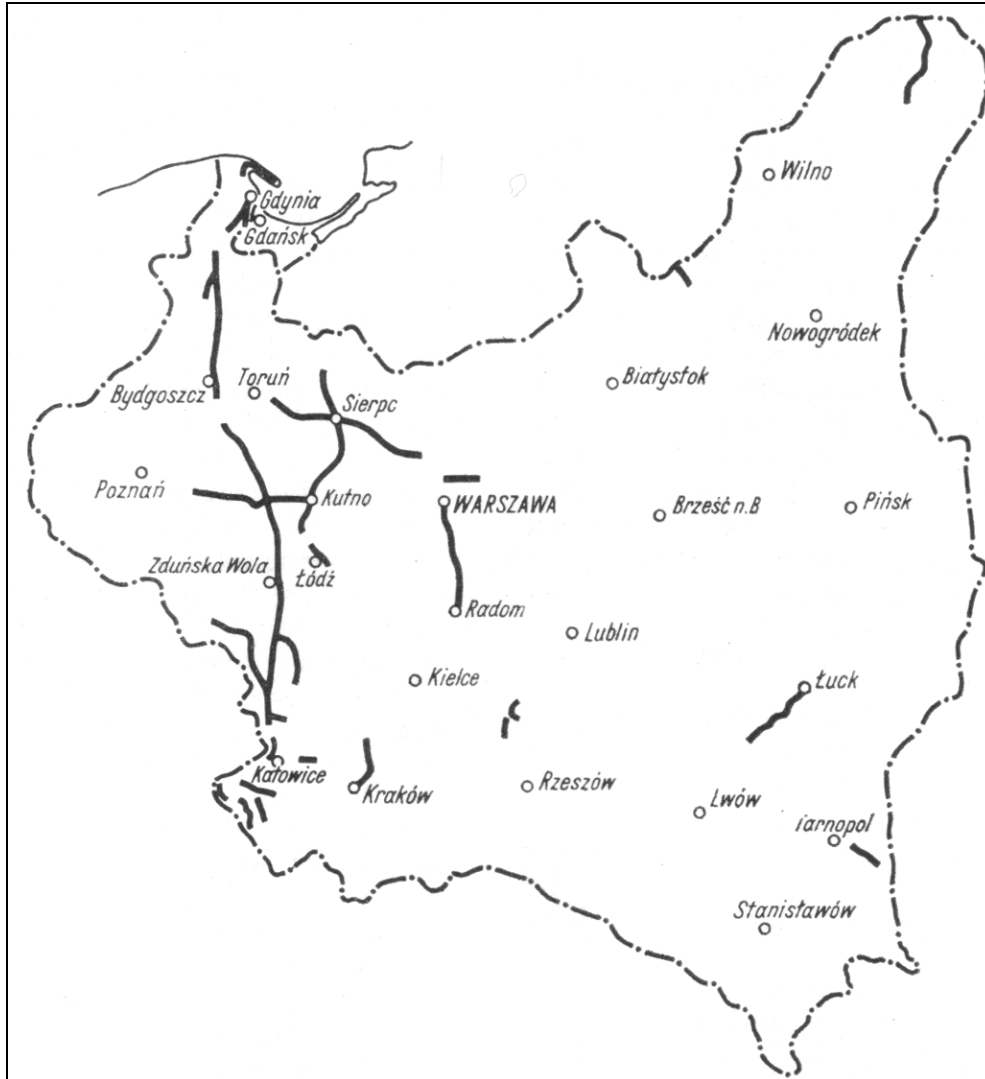 Wilno
Gdynia
Gdańsk
Nowogródek
Białystok
Bydgoszcz
Toruń
Sierpc
Poznań
Kutno
WARSZAWA
Brześć n.B
Pińsk
Zduńska Wola
Łódź
Radom
Lublin
Kielce
Łuck
Katowice
Kraków
Rzeszów
Lwów
iarnopol
Stanisławów